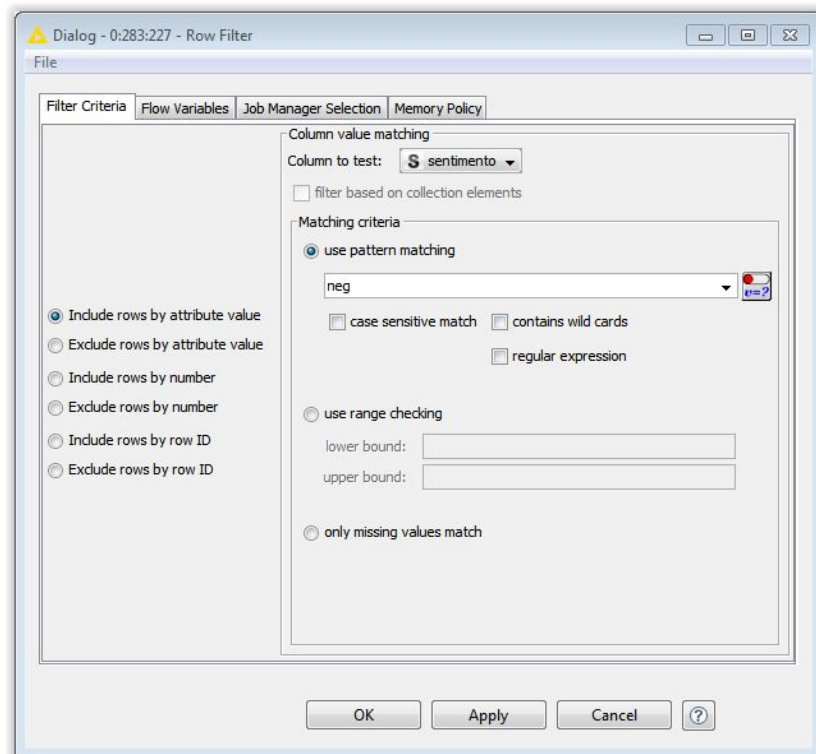 Dialog - 0:283:227 - Row Filter
File
Filter Criteria Flow Variables Job Manager Selection Memory Policy
Column value matching
Column to test: S sentimento
filter based on collection elements
Matching criteria
use pattern matching
neg
v=?
case sensitive match contains wild cards
regular expression
Include rows by attribute value
Exclude rows by attribute value
Include rows by number
Exclude rows by number
Include rows by row ID
Exclude rows by row ID
use range checking
lower bound:
upper bound:
only missing values match
OK Apply Cancel ?